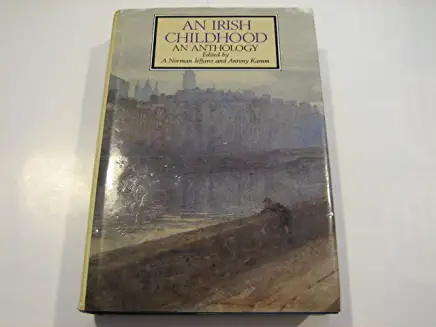 AN IRISH
CHILDHOOD
AN ANTHOLOGY
Edited by
A. Norman Jeffares and Antony Kamm